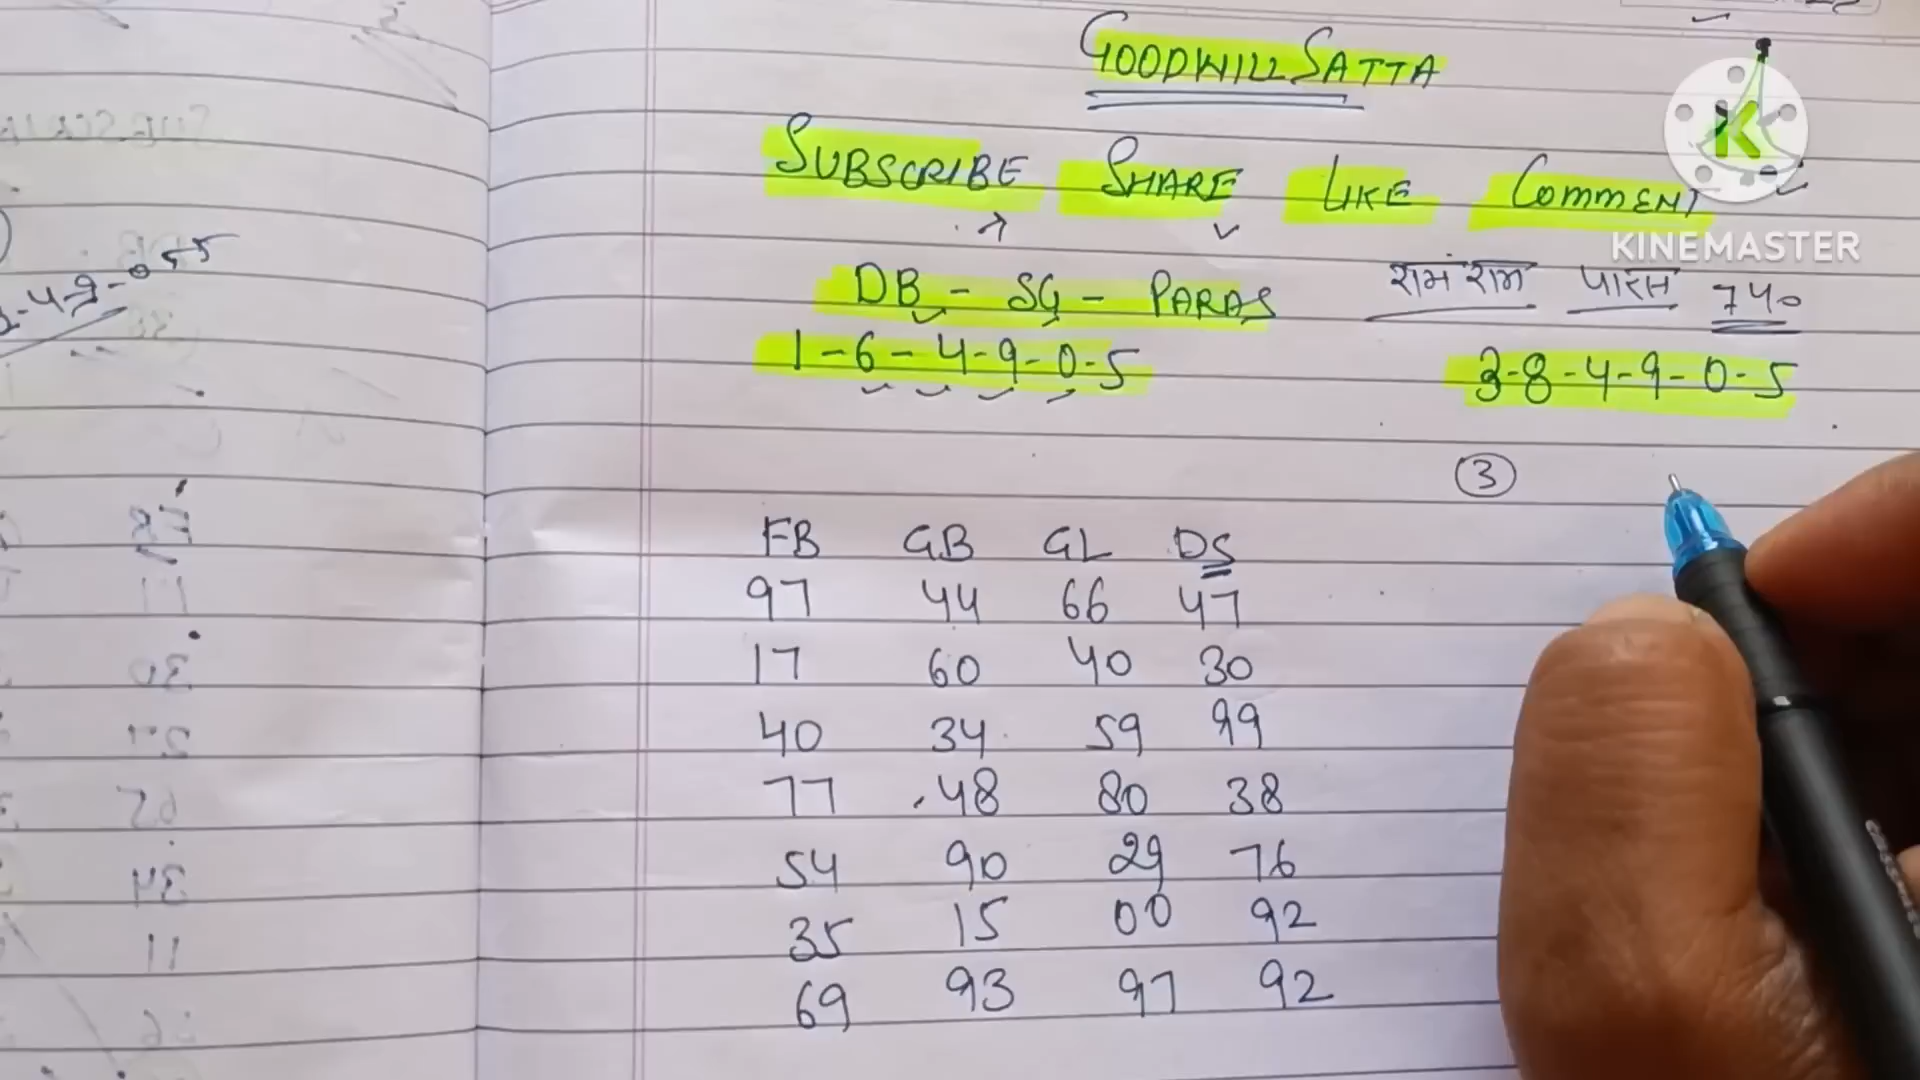 GOODWILL SATTA
SUBSCRIBE SHARE LIKE COMMENT
KINEMASTER
DB - SG - PARAS राम राम पारस 740
1-6-4-9-0-5 3-8-4-9-0-5
3
FB GB GL DS
97 44 66 47
17 60 40 30
40 34 59 99
77 48 80 38
54 90 29 76
35 15 00 92
69 93 97 92